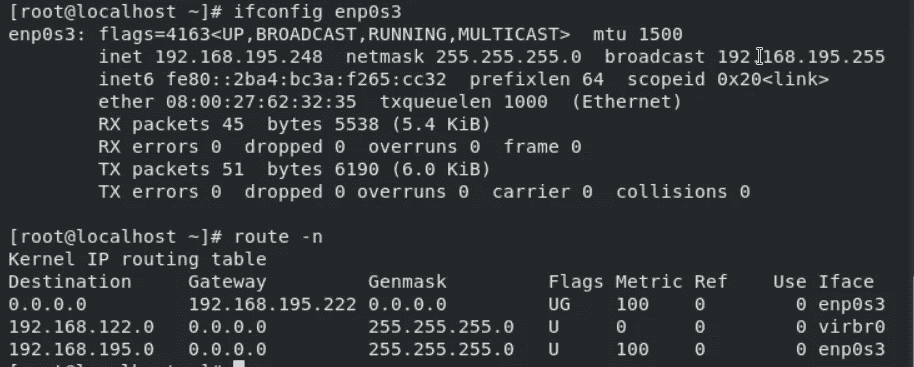 [root@localhost ~]# ifconfig enp0s3
enp0s3: flags=4163<UP,BROADCAST,RUNNING,MULTICAST>  mtu 1500
        inet 192.168.195.248  netmask 255.255.255.0  broadcast 192.168.195.255
        inet6 fe80::2ba4:bc3a:f265:cc32  prefixlen 64  scopeid 0x20<link>
        ether 08:00:27:62:32:35  txqueuelen 1000  (Ethernet)
        RX packets 45  bytes 5538 (5.4 KiB)
        RX errors 0  dropped 0  overruns 0  frame 0
        TX packets 51  bytes 6190 (6.0 KiB)
        TX errors 0  dropped 0 overruns 0  carrier 0  collisions 0

[root@localhost ~]# route -n
Kernel IP routing table
Destination     Gateway         Genmask         Flags Metric Ref    Use Iface
0.0.0.0         192.168.195.222 0.0.0.0         UG    100    0        0 enp0s3
192.168.122.0   0.0.0.0         255.255.255.0   U     0      0        0 virbr0
192.168.195.0   0.0.0.0         255.255.255.0   U     100    0        0 enp0s3